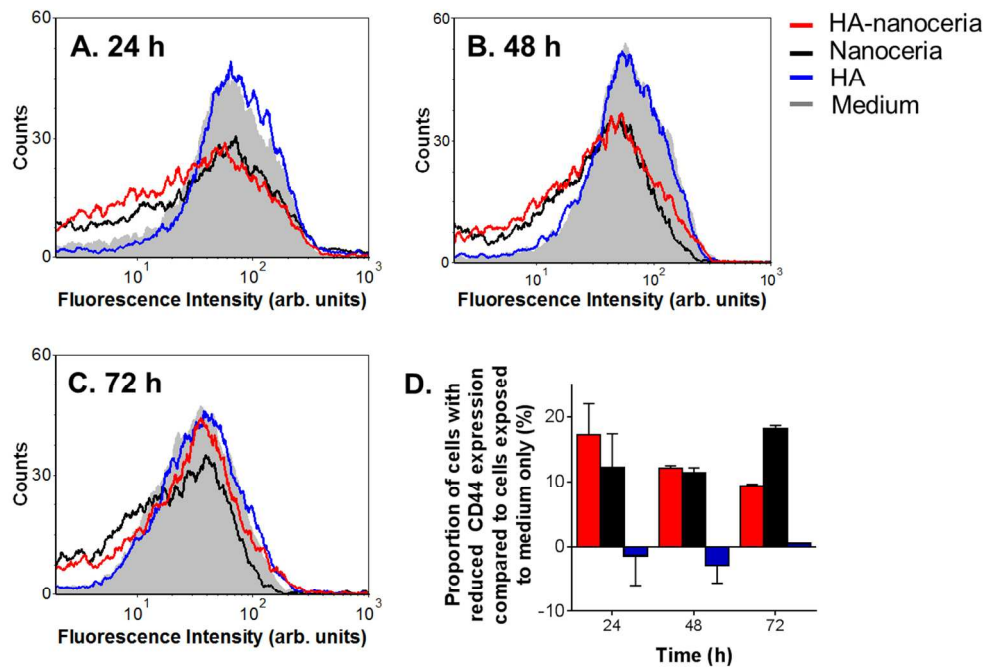 A. 24 h
60
30
0
Counts
10¹
10²
10³
Fluorescence Intensity (arb. units)
B. 48 h
60
30
0
Counts
10¹
10²
10³
Fluorescence Intensity (arb. units)
HA-nanoceria
Nanoceria
HA
Medium
C. 72 h
60
30
0
Counts
10¹
10²
10³
Fluorescence Intensity (arb. units)
D.
Proportion of cells with
reduced CD44 expression
compared to cells exposed
to medium only (%)
20
10
0
-10
24
48
72
Time (h)